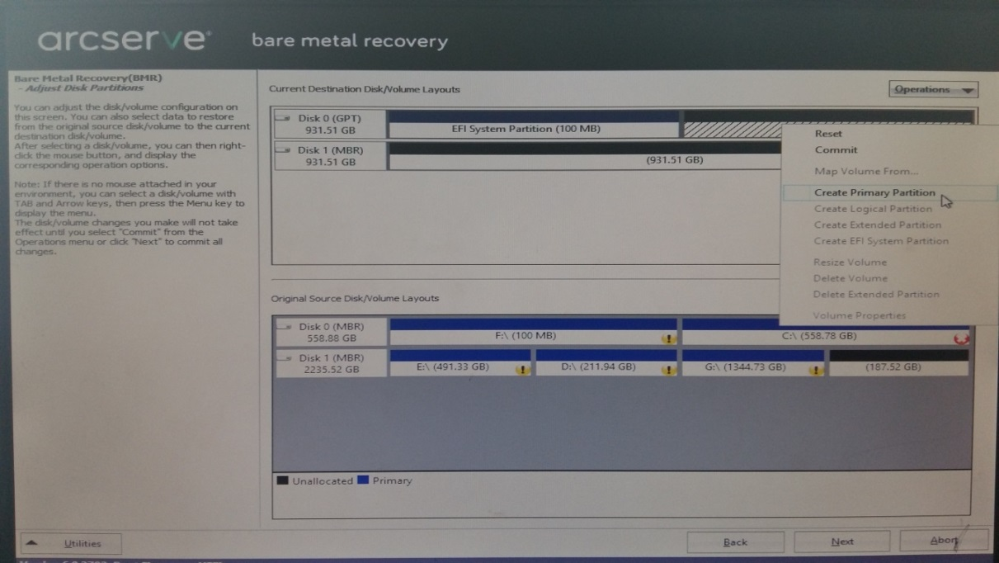 arcserve® bare metal recovery
Bare Metal Recovery(BMR)
- Adjust Disk Partitions
You can adjust the disk/volume configuration on
this screen. You can also select data to restore
from the original source disk/volume to the current
destination disk/volume.
After selecting a disk/volume, you can then right-
click the mouse button, and display the
corresponding operation options.
Note: If there is no mouse attached in your
environment, you can select a disk/volume with
TAB and Arrow keys, then press the Menu key to
display the menu.
The disk/volume changes you make will not take
effect until you select "Commit" from the
Operations menu or click "Next" to commit all
changes.
Current Destination Disk/Volume Layouts
Operations
Disk 0 (GPT)
931.51 GB
EFI System Partition (100 MB)
Disk 1 (MBR)
931.51 GB
(931.51 GB)
Reset
Commit
Map Volume From...
Create Primary Partition
Create Logical Partition
Create Extended Partition
Create EFI System Partition
Resize Volume
Delete Volume
Delete Extended Partition
Volume Properties
Original Source Disk/Volume Layouts
Disk 0 (MBR)
558.88 GB
F:\ (100 MB)
C:\ (558.78 GB)
Disk 1 (MBR)
2235.52 GB
E:\ (491.33 GB)
D:\ (211.94 GB)
G:\ (1344.73 GB)
(187.52 GB)
Unallocated Primary
Utilities
Back
Next
Abort